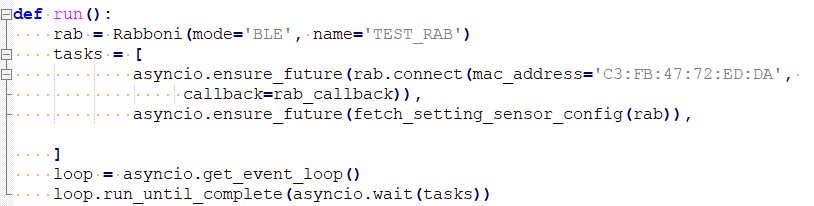 def run():
    rab = Rabboni(mode='BLE', name='TEST_RAB')
    tasks = [
            asyncio.ensure_future(rab.connect(mac_address='C3:FB:47:72:ED:DA',
                 callback=rab_callback)),
            asyncio.ensure_future(fetch_setting_sensor_config(rab)),

    ]
    loop = asyncio.get_event_loop()
    loop.run_until_complete(asyncio.wait(tasks))